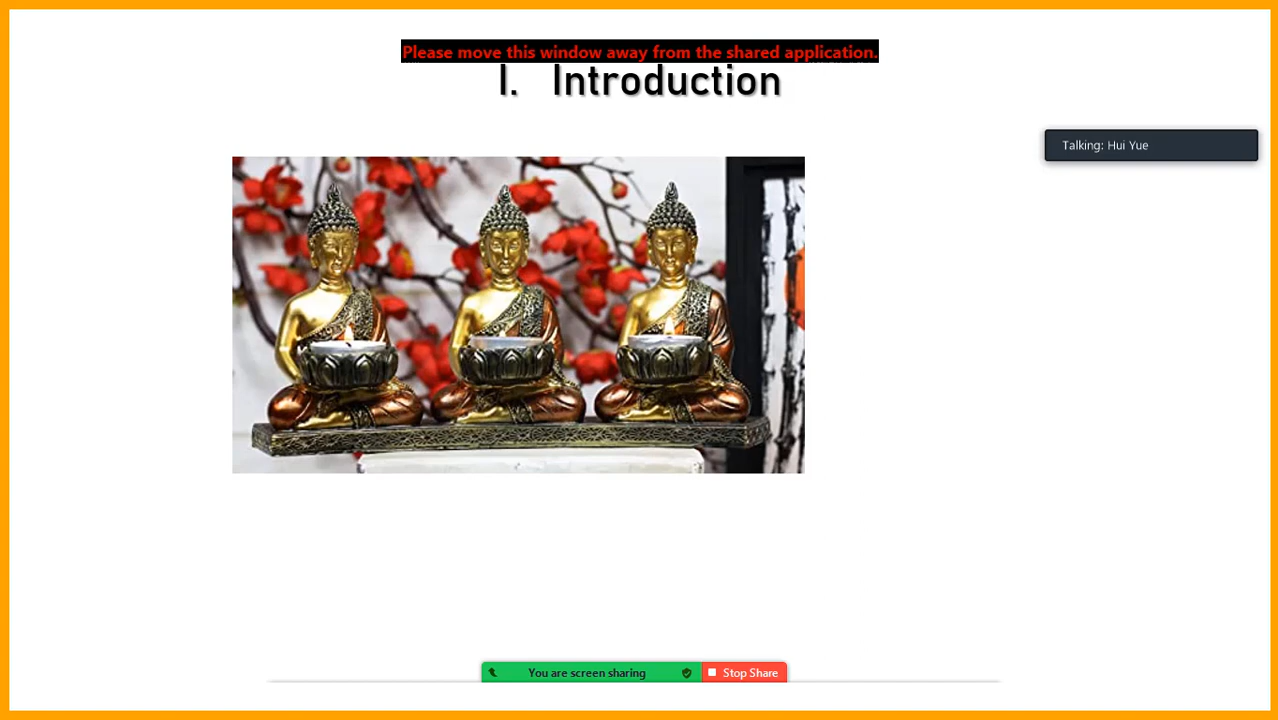 Please move this window away from the shared application.
I. Introduction
Talking: Hui Yue
You are screen sharing
Stop Share